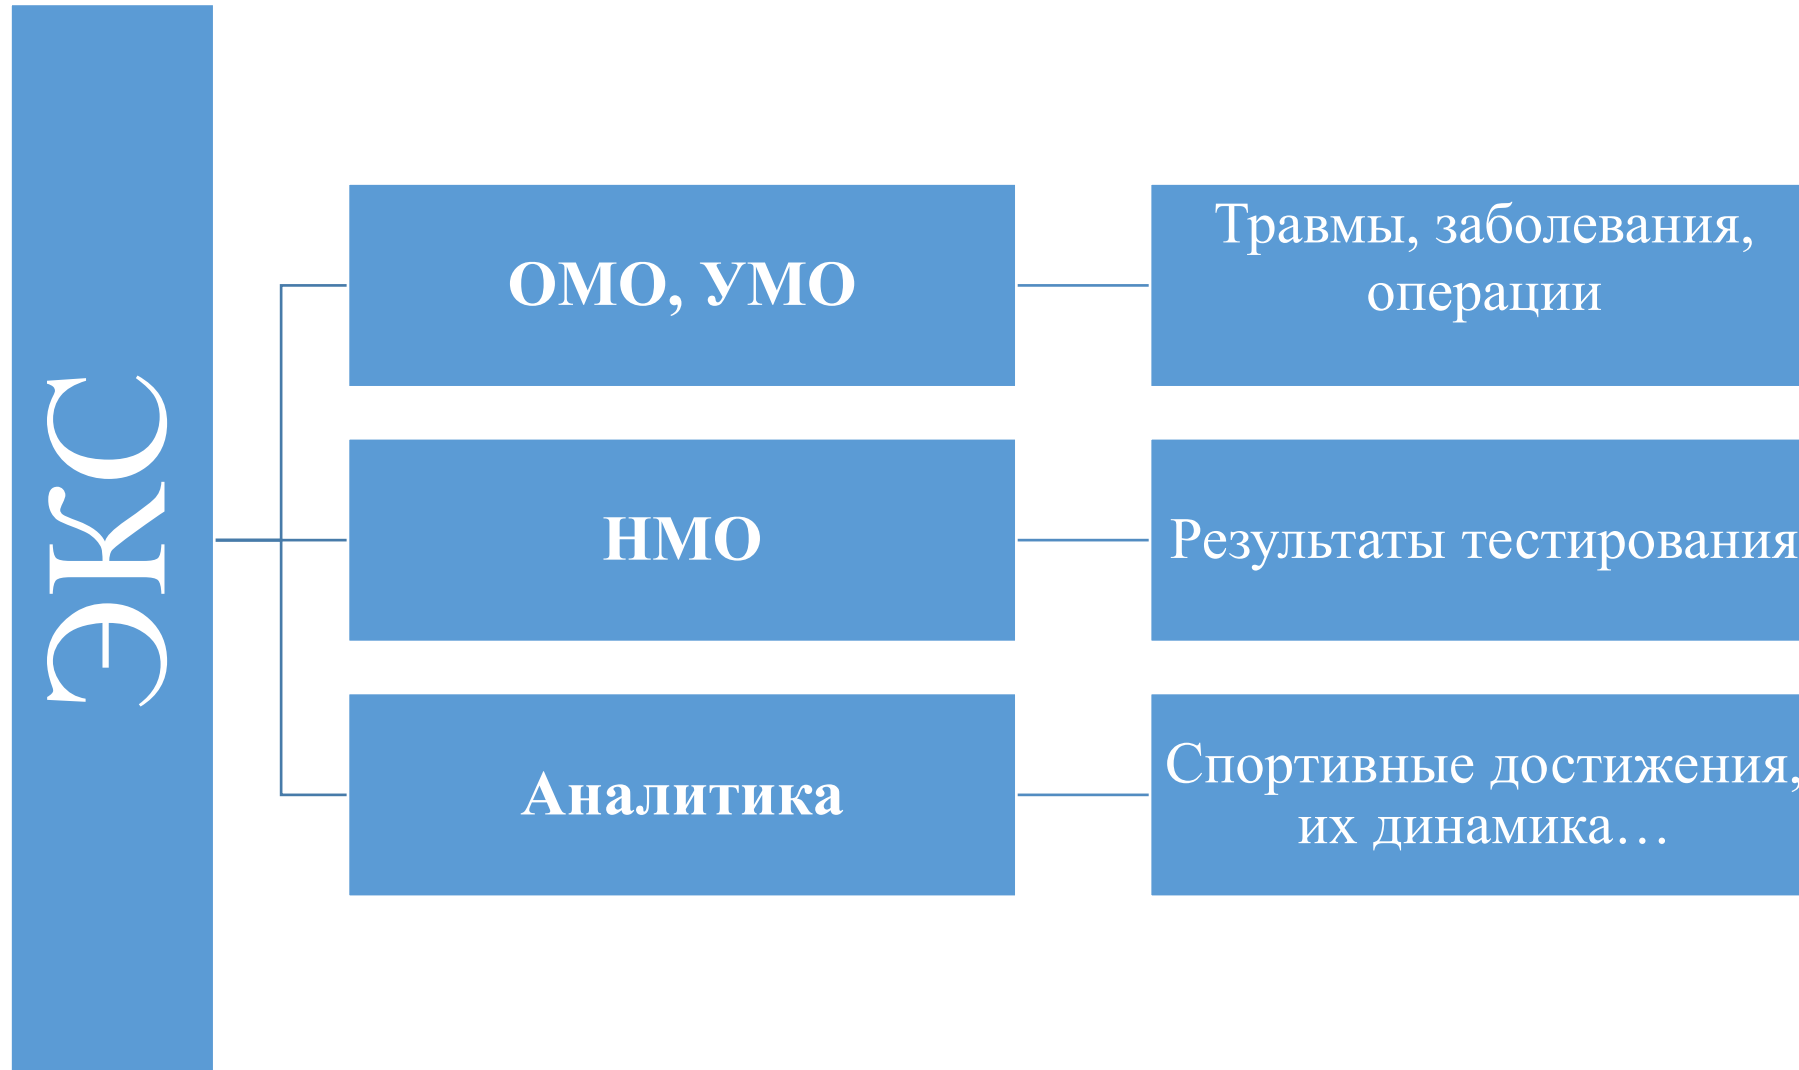 ЭКС
ОМО, УМО
Травмы, заболевания,
операции
НМО
Результаты тестирования
Аналитика
Спортивные достижения,
их динамика…